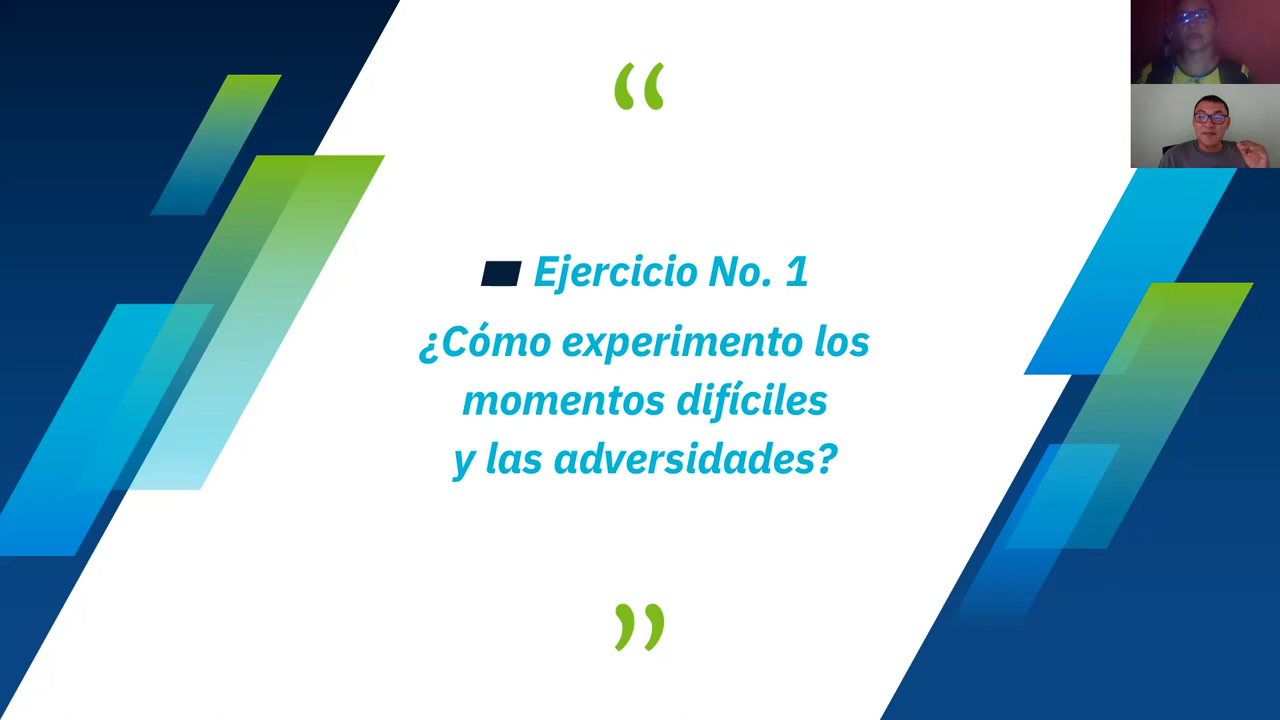 “
Ejercicio No. 1
¿Cómo experimento los
momentos difíciles
y las adversidades?
”